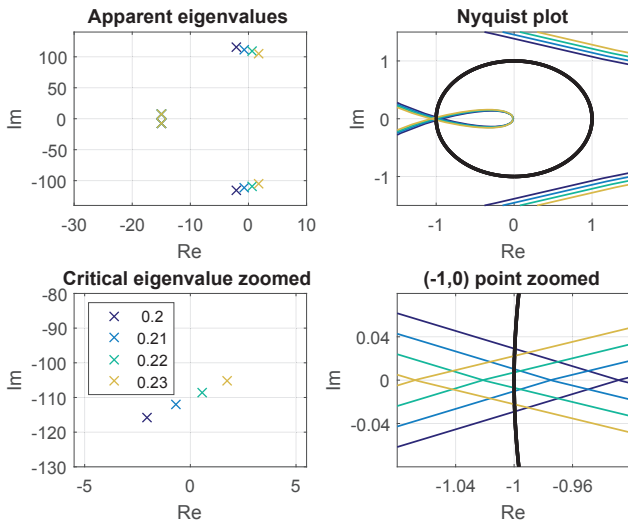 Apparent eigenvalues
100
50
0
-50
-100
Im
-30
-20
-10
0
10
Re
Nyquist plot
1
0
-1
Im
-1
0
1
Re
Critical eigenvalue zoomed
-80
-90
-100
-110
-120
-130
Im
0.2
0.21
0.22
0.23
-5
0
5
Re
(-1,0) point zoomed
0.04
0
-0.04
Im
-1.04
-1
-0.96
Re